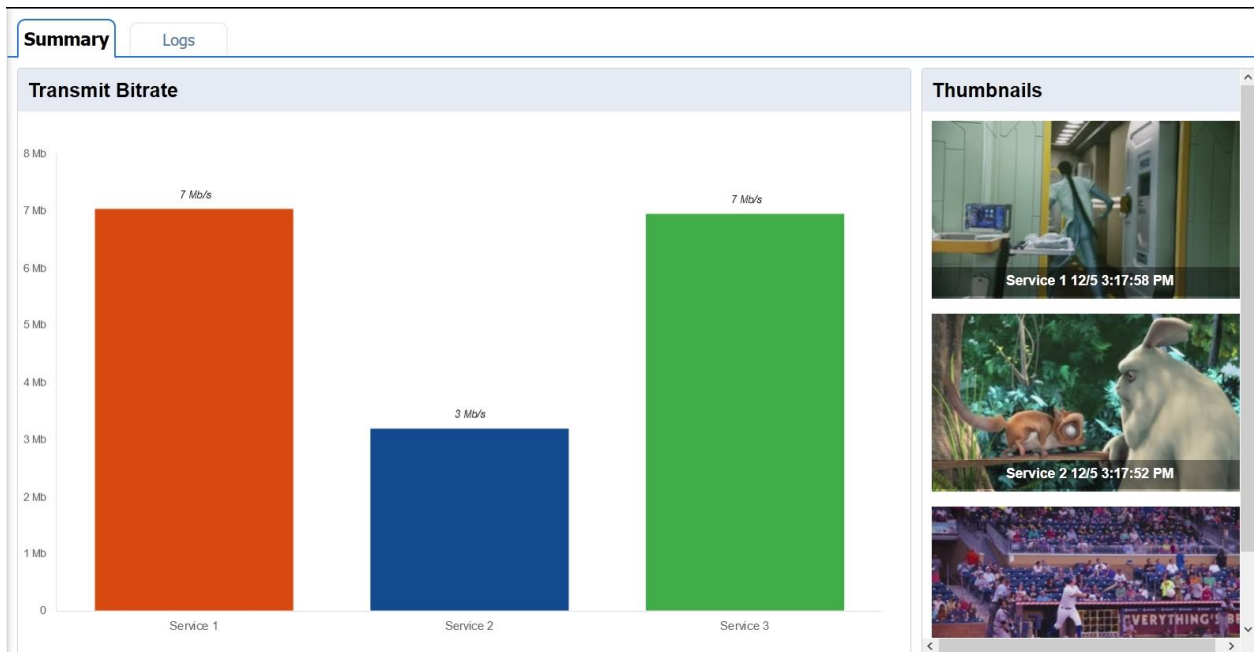 Summary
Logs
Transmit Bitrate
8 Mb
7 Mb
6 Mb
5 Mb
4 Mb
3 Mb
2 Mb
1 Mb
0
7 Mb/s
3 Mb/s
7 Mb/s
Service 1
Service 2
Service 3
Thumbnails
Service 1 12/5 3:17:58 PM
Service 2 12/5 3:17:52 PM
VERYTHING'S BE